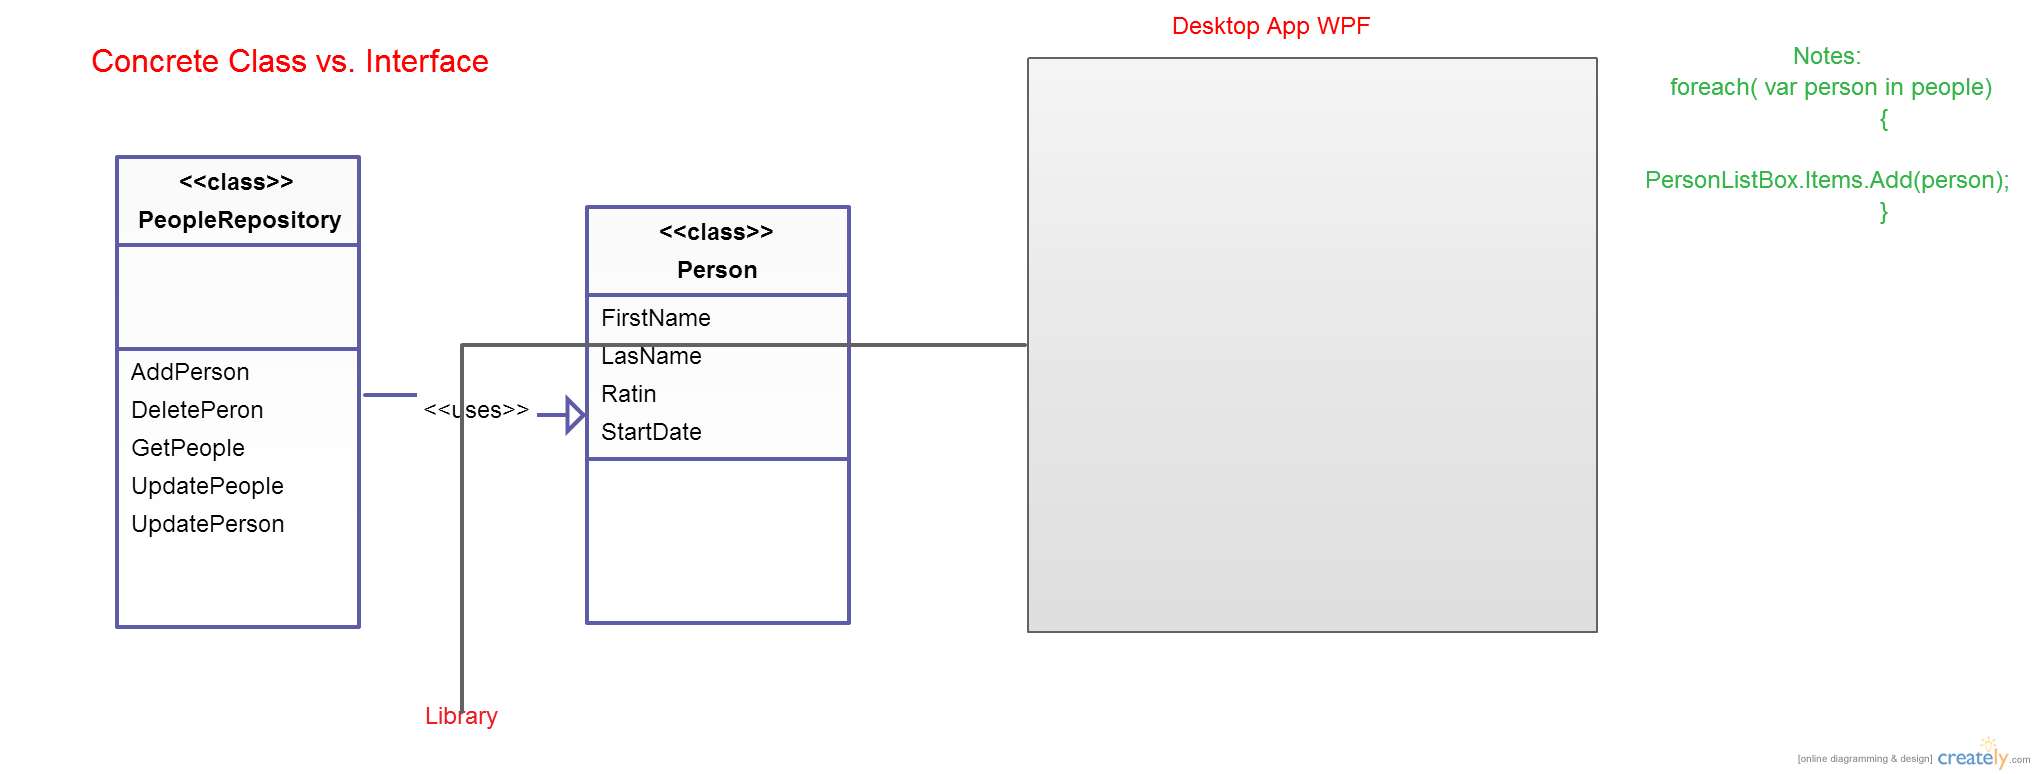 Concrete Class vs. Interface
Desktop App WPF
Notes:
foreach( var person in people)
{
PersonListBox.Items.Add(person);
}
<<class>>
PeopleRepository
AddPerson
DeletePeron
GetPeople
UpdatePeople
UpdatePerson
<<uses>>
<<class>>
Person
FirstName
LasName
Ratin
StartDate
Library
[online diagramming & design] creately.com